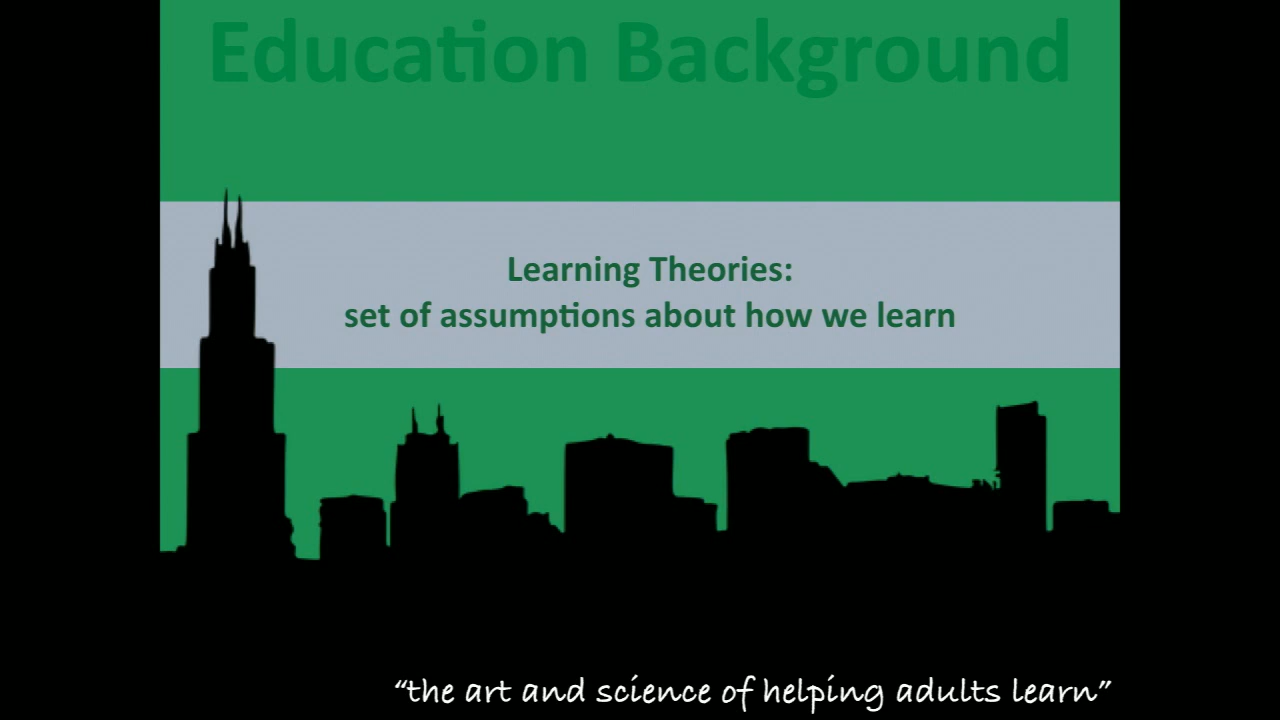 Education Background
Learning Theories:
set of assumptions about how we learn
“the art and science of helping adults learn”